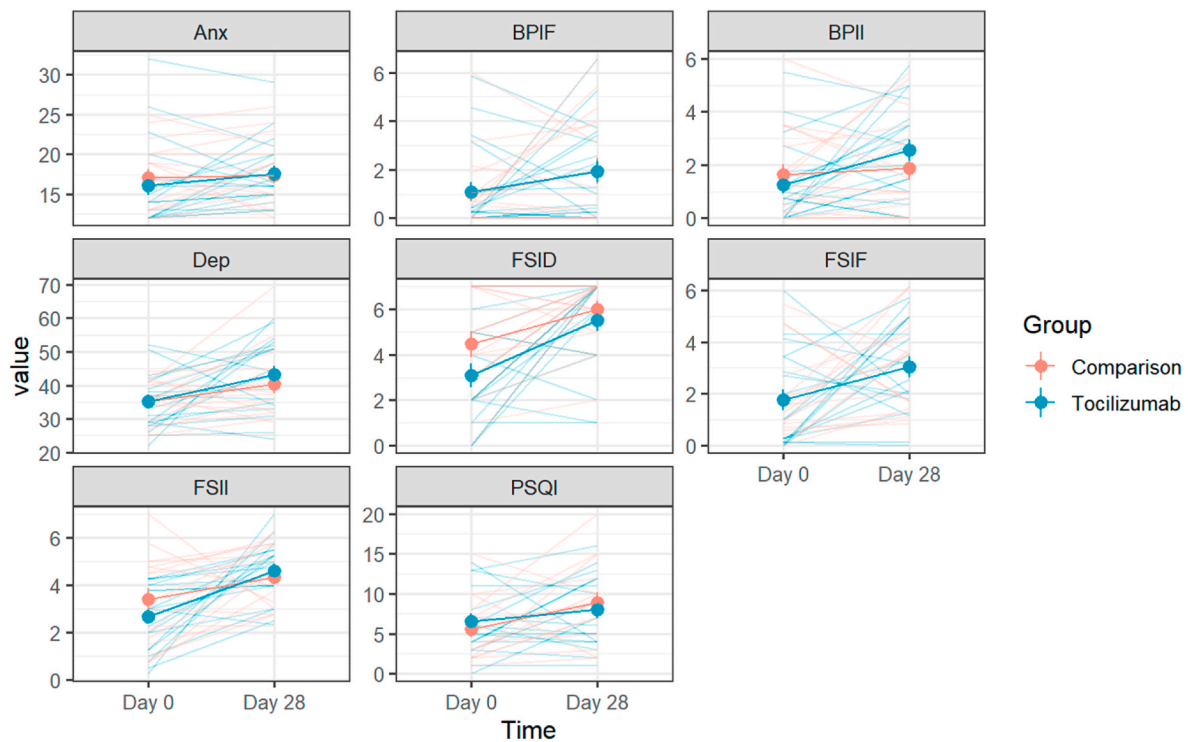 Anx
BPIF
BPII
30
25
20
15
6
4
2
0
6
4
2
0
Dep
FSID
FSIF
70
60
50
40
30
20
6
4
2
0
6
4
2
0
Day 0
Day 28
FSII
PSQI
6
4
2
0
20
15
10
5
0
Day 0
Day 28
Day 0
Day 28
value
Time
Group
Comparison
Tocilizumab